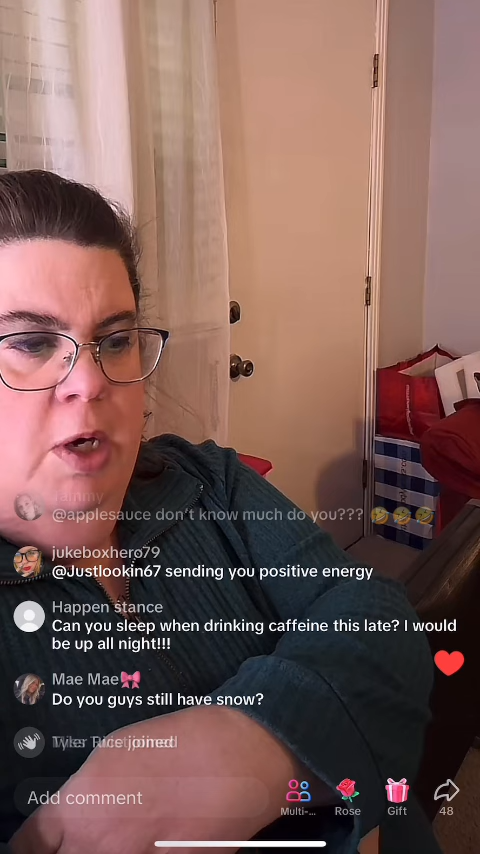 @applesauce don't know much do you??? 🤣🤣🤣
jukeboxhero79
@Justlookin67 sending you positive energy
Happen stance
Can you sleep when drinking caffeine this late? I would
be up all night!!!
Mae Mae🎀
Do you guys still have snow?
joined
Add comment
Multi-...
Rose
Gift
48